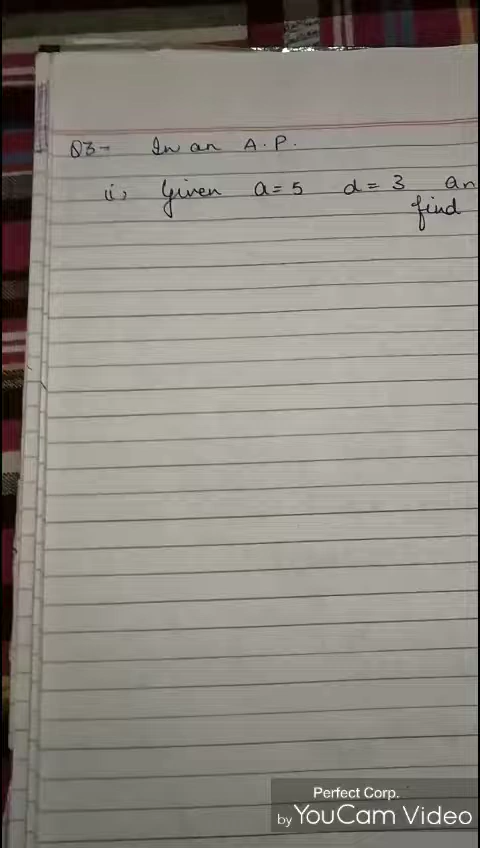 Q3- In an A.P.
(i) Given a = 5 d = 3 an
find
Perfect Corp.
by YouCam Video